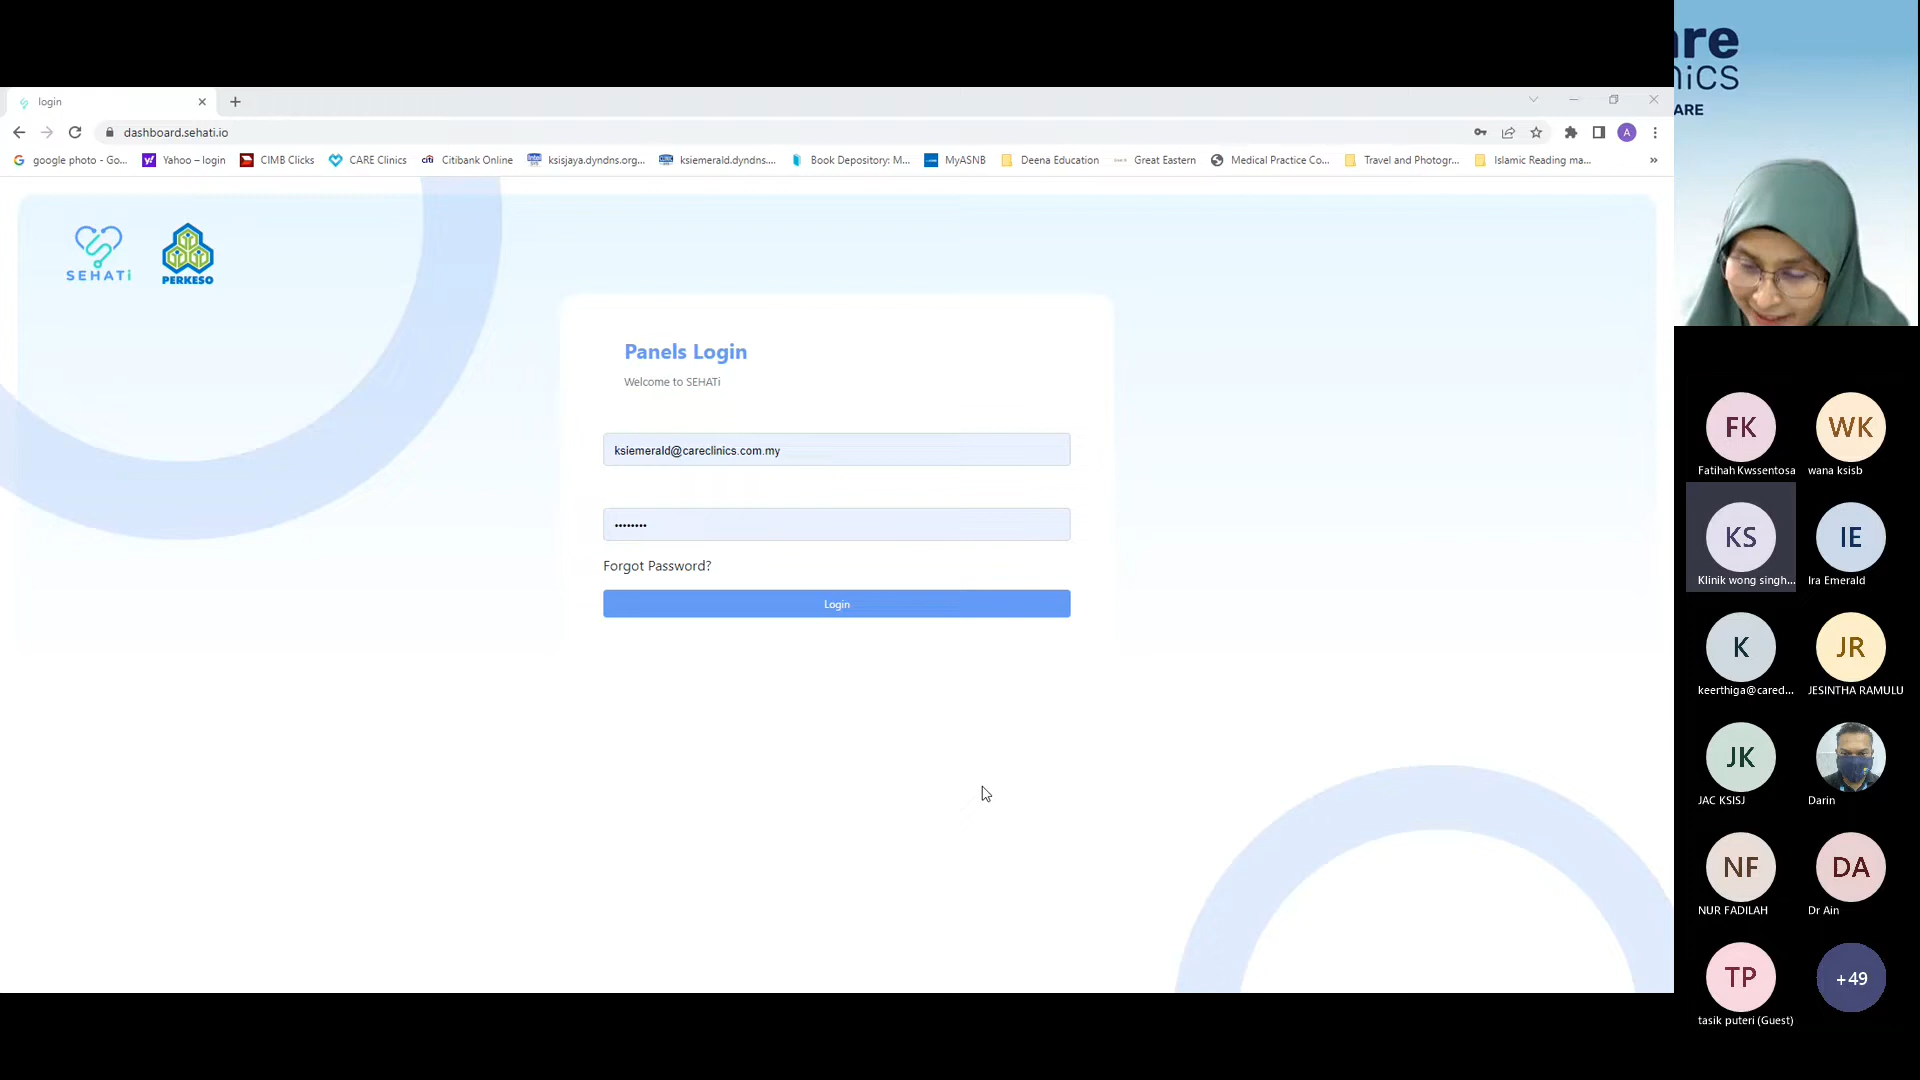 login
dashboard.sehati.io
A
google photo - Go...
Yahoo – login
CIMB Clicks
CARE Clinics
citi
Citibank Online
ksisjaya.dyndns.org...
ksiemerald.dyndns....
Book Depository: M...
MyASNB
Deena Education
Great Eastern
Medical Practice Co...
Travel and Photogr...
Islamic Reading ma...
SEHATi
PERKESO
Panels Login
Welcome to SEHATi
ksiemerald@careclinics.com.my
••••••••
Forgot Password?
Login
are
nics
ARE
FK
Fatihah Kwssentosa
WK
wana ksisb
KS
Klinik wong singh...
IE
Ira Emerald
K
keerthiga@cared...
JR
JESINTHA RAMULU
JK
JAC KSISJ
Darin
NF
NUR FADILAH
DA
Dr Ain
TP
tasik puteri (Guest)
+49